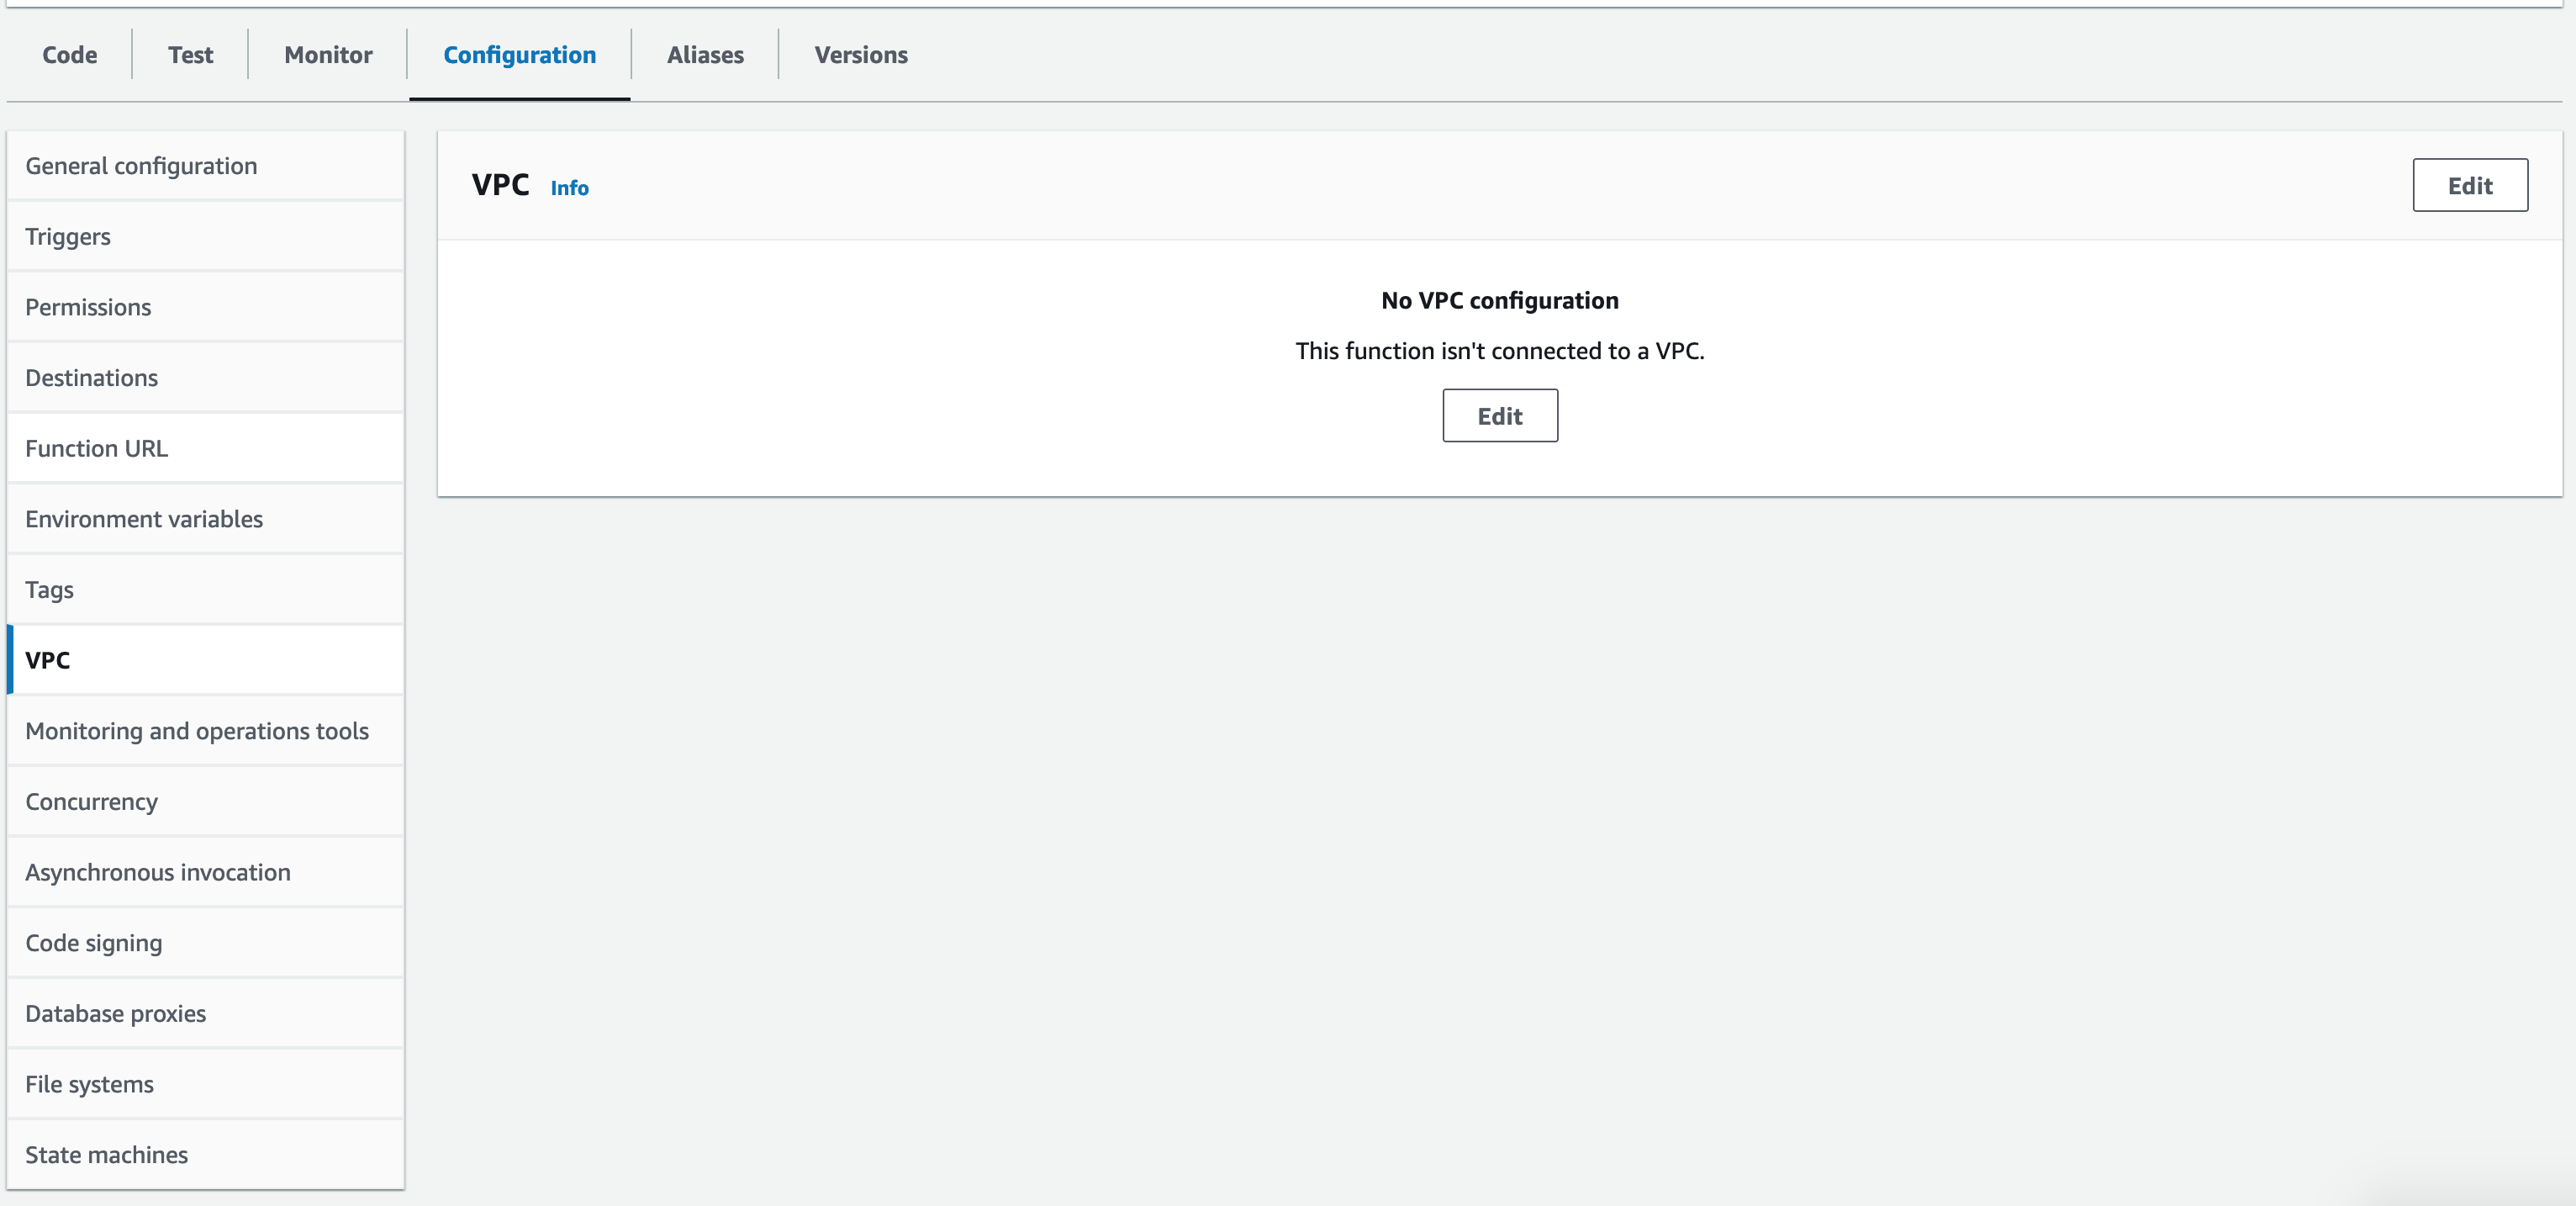 Code
Test
Monitor
Configuration
Aliases
Versions
General configuration
Triggers
Permissions
Destinations
Function URL
Environment variables
Tags
VPC
Monitoring and operations tools
Concurrency
Asynchronous invocation
Code signing
Database proxies
File systems
State machines
VPC Info
Edit
No VPC configuration
This function isn't connected to a VPC.
Edit